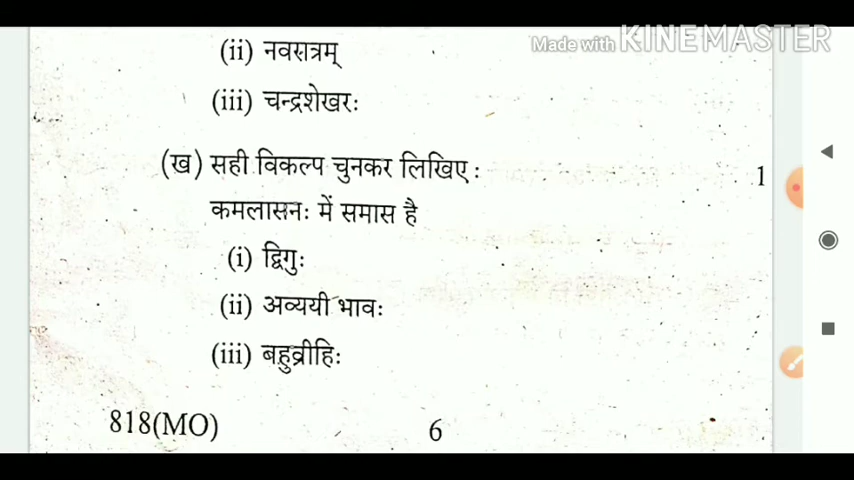 Made with KINEMASTER
(ii) नवरात्रम्
(iii) चन्द्रशेखरः
(ख) सही विकल्प चुनकर लिखिए : 1
कमलासनः में समास है
(i) द्विगुः
(ii) अव्ययी भावः
(iii) बहुव्रीहिः
818(MO) 6